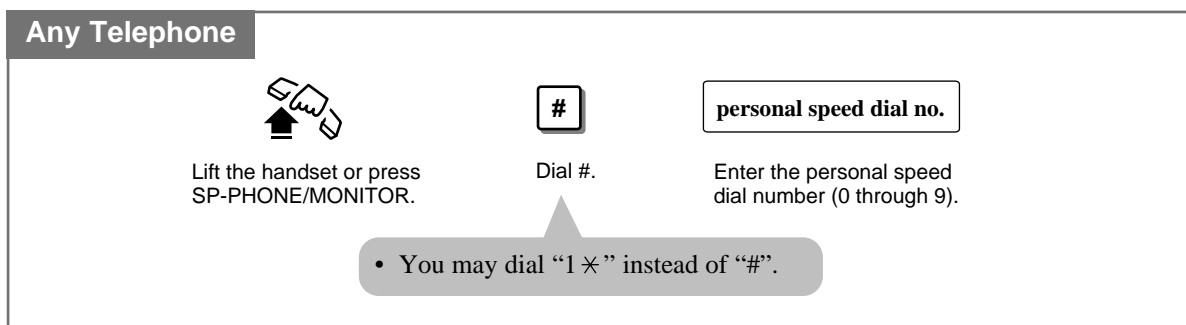 Any Telephone
#
personal speed dial no.
Lift the handset or press
SP-PHONE/MONITOR.
Dial #.
Enter the personal speed
dial number (0 through 9).
• You may dial “1✳” instead of “#”.